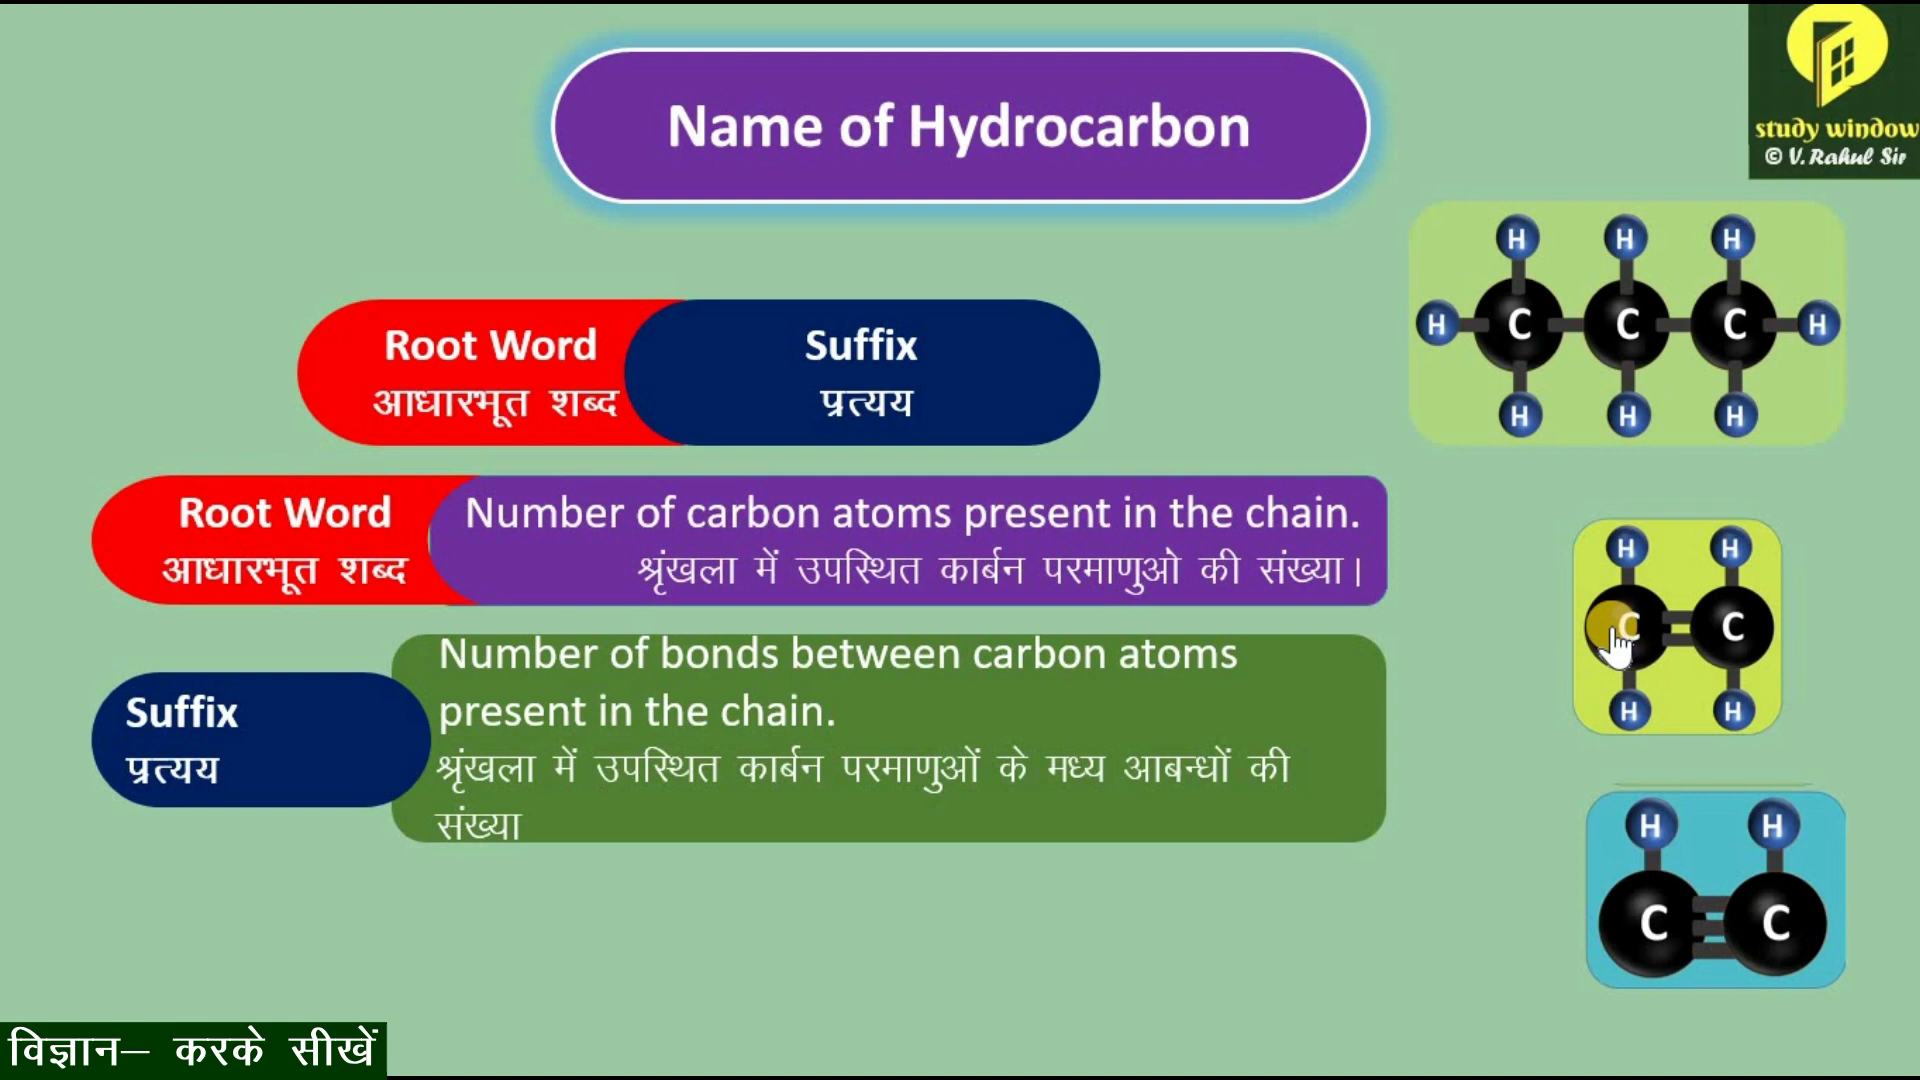 study window
© V. Rahul Sir
Name of Hydrocarbon
Root Word
आधारभूत शब्द
Suffix
प्रत्यय
Root Word
आधारभूत शब्द
Number of carbon atoms present in the chain.
श्रृंखला में उपस्थित कार्बन परमाणुओ की संख्या।
Suffix
प्रत्यय
Number of bonds between carbon atoms
present in the chain.
श्रृंखला में उपस्थित कार्बन परमाणुओं के मध्य आबन्धों की
संख्या
H H H
H C C C H
H H H
H H
C C
H H
H H
C C
विज्ञान– करके सीखें